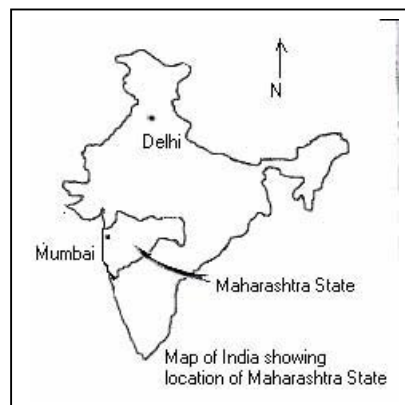 N
Delhi
Mumbai
Maharashtra State
Map of India showing
location of Maharashtra State